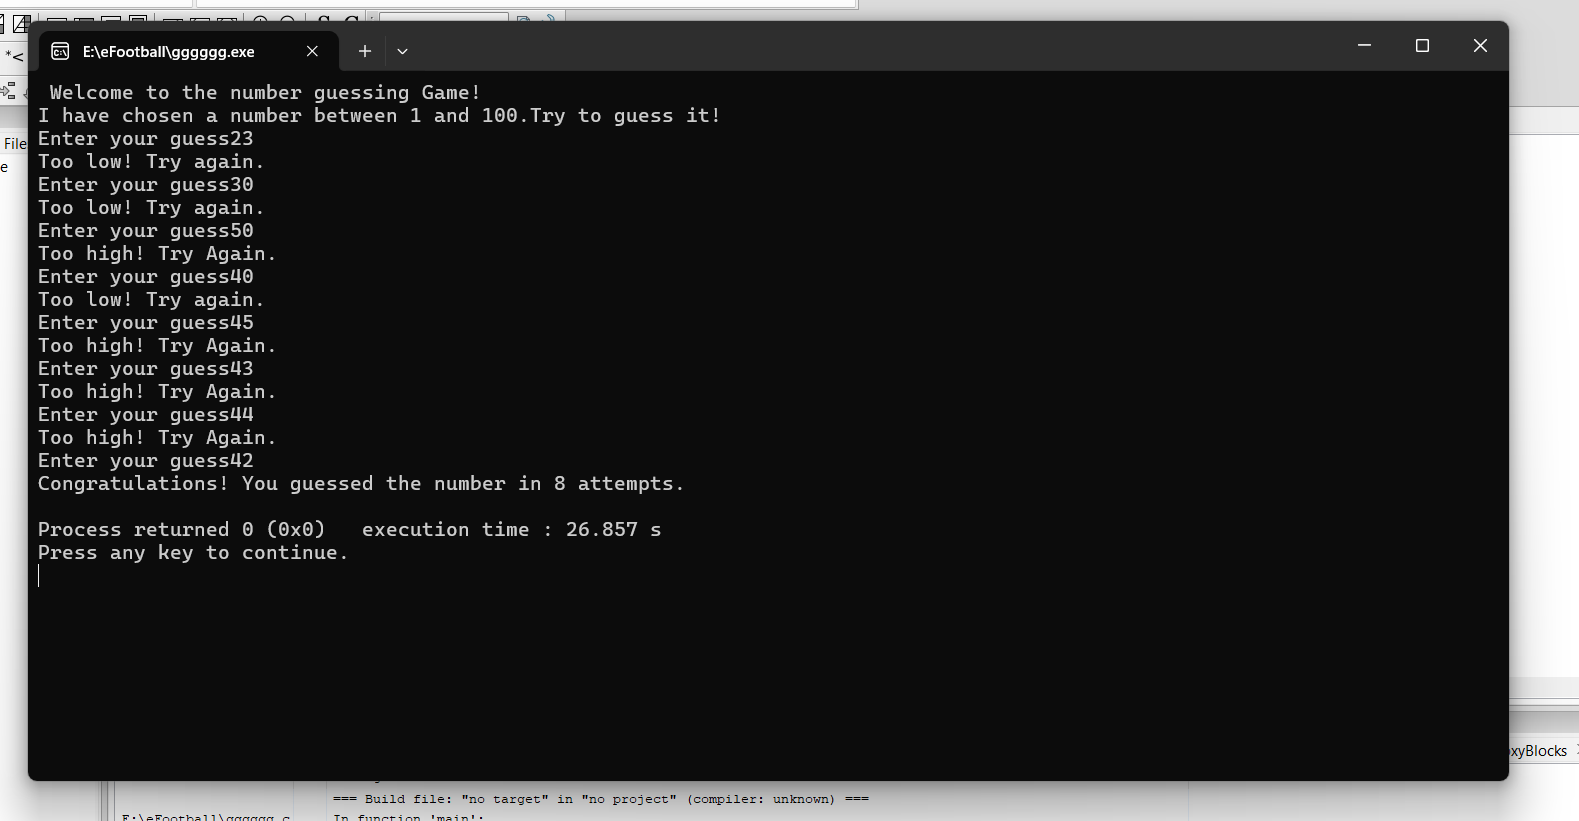 E:\eFootball\gggggg.exe
Welcome to the number guessing Game!
I have chosen a number between 1 and 100.Try to guess it!
Enter your guess23
Too low! Try again.
Enter your guess30
Too low! Try again.
Enter your guess50
Too high! Try Again.
Enter your guess40
Too low! Try again.
Enter your guess45
Too high! Try Again.
Enter your guess43
Too high! Try Again.
Enter your guess44
Too high! Try Again.
Enter your guess42
Congratulations! You guessed the number in 8 attempts.
Process returned 0 (0x0)   execution time : 26.857 s
Press any key to continue.
*<
File
e
oxyBlocks
=== Build file: "no target" in "no project" (compiler: unknown) ===
E:\eFootball\gggggg.c
In function 'main':